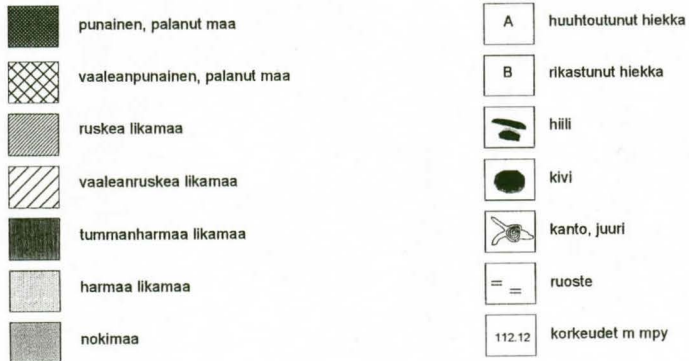 punainen, palanut maa
vaaleanpunainen, palanut maa
ruskea likamaa
vaaleanruskea likamaa
tummanharmaa likamaa
harmaa likamaa
nokimaa
A huuhtoutunut hiekka
B rikastunut hiekka
hiili
kivi
kanto, juuri
ruoste
112.12 korkeudet m mpy